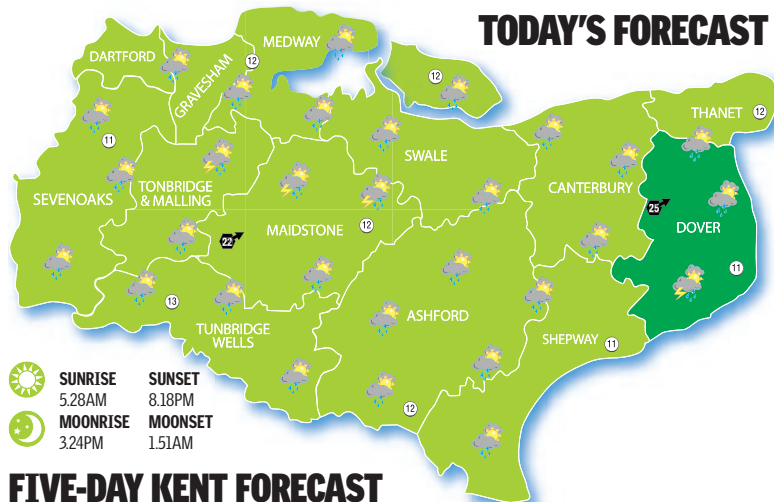 TODAY'S FORECAST
MEDWAY
DARTFORD
GRAVESHAM
12
12
THANET
12
11
SWALE
SEVENOAKS
TONBRIDGE
& MALLING
CANTERBURY
25
DOVER
22
MAIDSTONE
12
11
13
TUNBRIDGE
WELLS
ASHFORD
SHEPWAY
11
12
SUNRISE
5.28AM
SUNSET
8.18PM
MOONRISE
3.24PM
MOONSET
1.51AM
FIVE-DAY KENT FORECAST